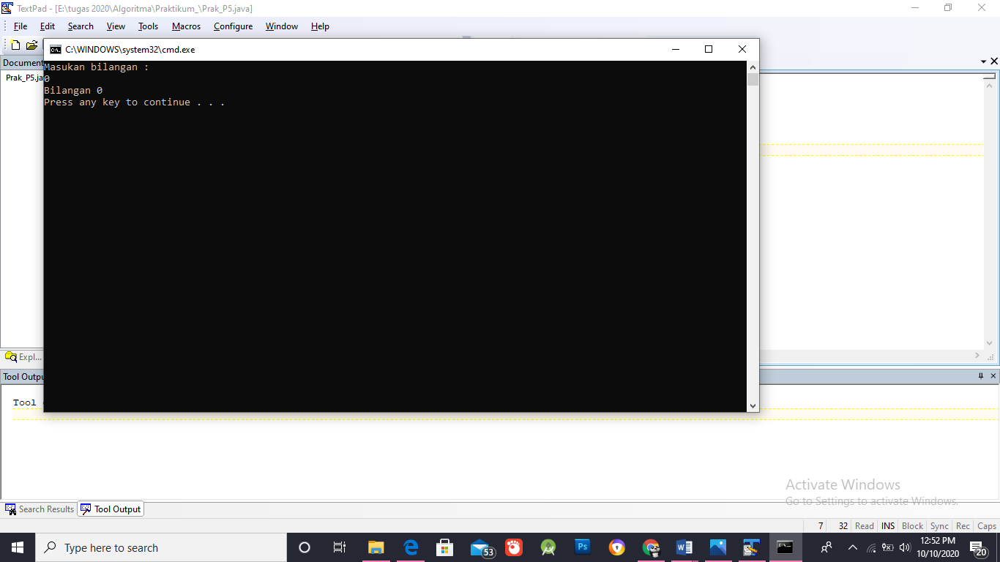 TextPad - [E:\tugas 2020\Algoritma\Praktikum_\Prak_P5.java]
File Edit Search View Tools Macros Configure Window Help
C:\WINDOWS\system32\cmd.exe
Document
Prak_P5.ja
Masukan bilangan :
0
Bilangan 0
Press any key to continue . . .
Expl...
Tool Outpu
Tool
Activate Windows
Go to Settings to activate Windows.
Search Results Tool Output
7 32 Read INS Block Sync Rec Caps
Type here to search
53
Ps
12:52 PM
10/10/2020
20